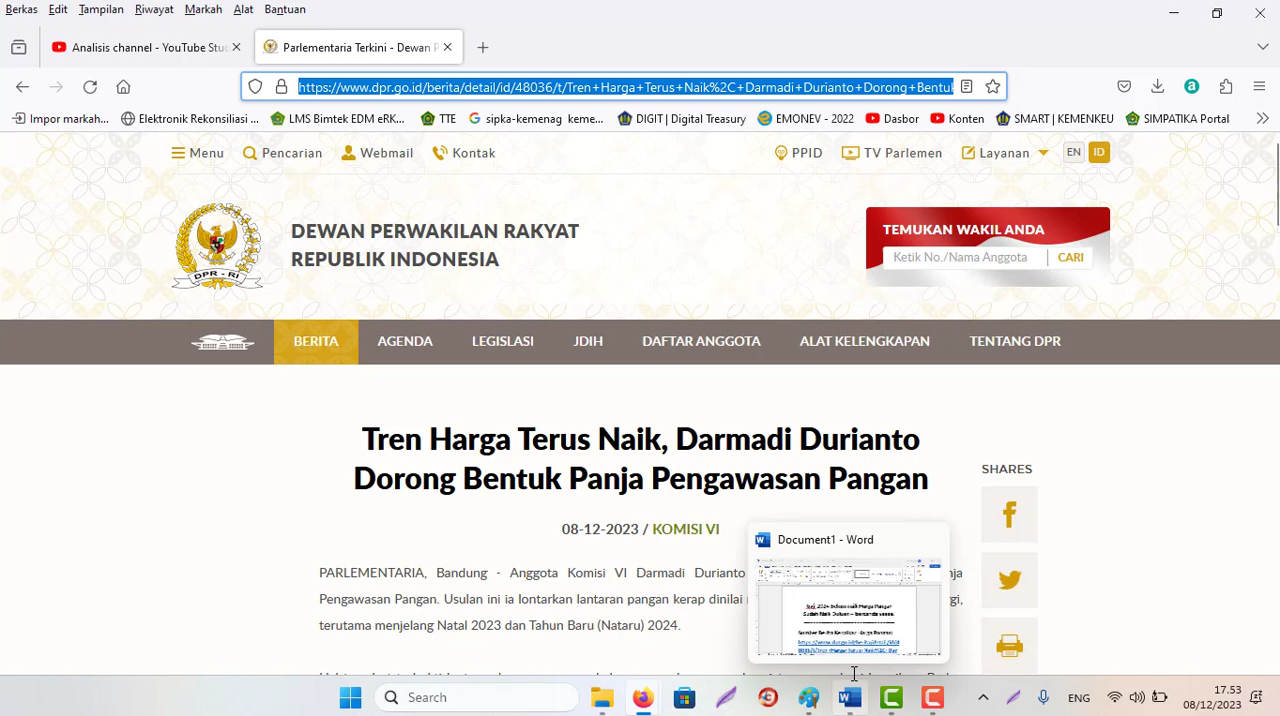 Berkas Edit Tampilan Riwayat Markah Alat Bantuan
Analisis channel - YouTube Stu
Parlementaria Terkini - Dewan P
https://www.dpr.go.id/berita/detail/id/48036/t/Tren+Harga+Terus+Naik%2C+Darmadi+Durianto+Dorong+Bentuk
Impor markah... Elektronik Rekonsiliasi ... LMS Bimtek EDM eRK... TTE sipka-kemenag keme... DIGIT | Digital Treasury EMONEV - 2022 Dasbor Konten SMART | KEMENKEU SIMPATIKA Portal
Menu Pencarian Webmail Kontak PPID TV Parlemen Layanan EN ID
DEWAN PERWAKILAN RAKYAT
REPUBLIK INDONESIA
DPR - RI
TEMUKAN WAKIL ANDA
Ketik No./Nama Anggota CARI
BERITA AGENDA LEGISLASI JDIH DAFTAR ANGGOTA ALAT KELENGKAPAN TENTANG DPR
Tren Harga Terus Naik, Darmadi Durianto
Dorong Bentuk Panja Pengawasan Pangan
SHARES
08-12-2023 / KOMISI VI
Document1 - Word
PARLEMENTARIA, Bandung - Anggota Komisi VI Darmadi Durianto
Pengawasan Pangan. Usulan ini ia lontarkan lantaran pangan kerap dinilai
terutama menjelang Natal 2023 dan Tahun Baru (Nataru) 2024.
Search
ENG
17.53
08/12/2023